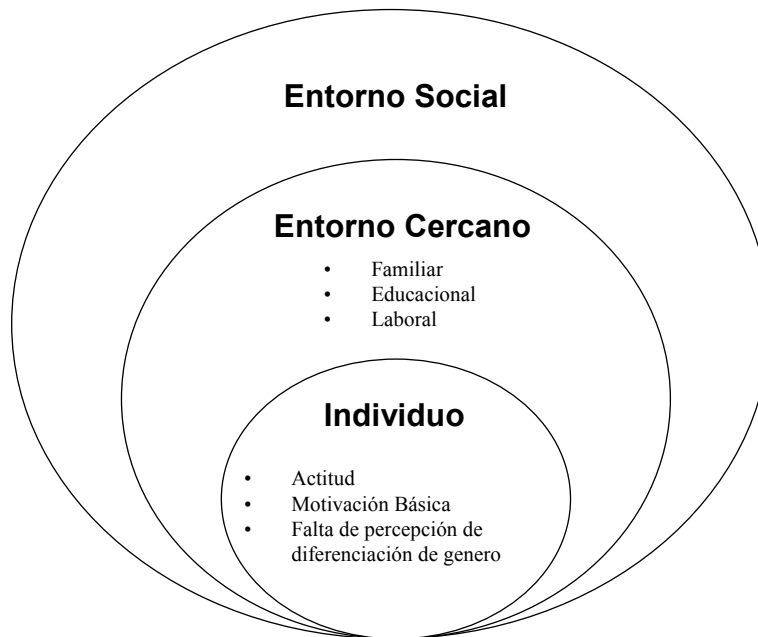 Entorno Social
Entorno Cercano
• Familiar
• Educacional
• Laboral
Individuo
• Actitud
• Motivación Básica
• Falta de percepción de
diferenciación de genero